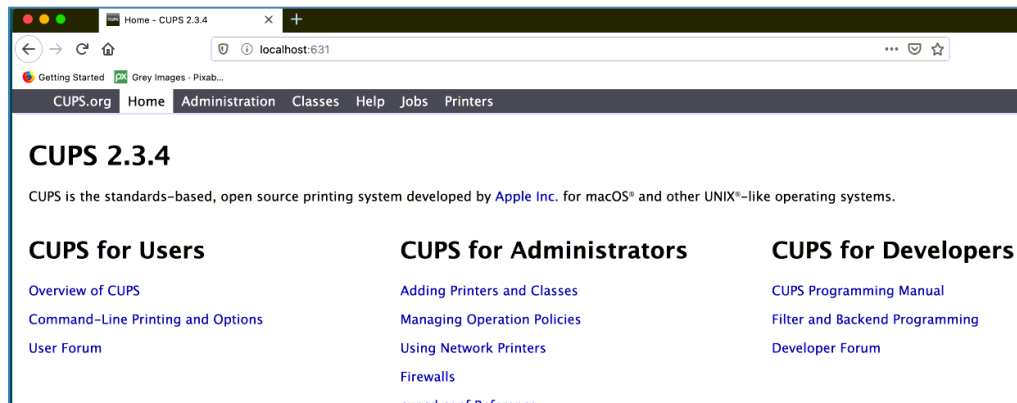 Home - CUPS 2.3.4
localhost:631
Getting Started Grey Images - Pixab...
CUPS.org Home Administration Classes Help Jobs Printers
CUPS 2.3.4
CUPS is the standards-based, open source printing system developed by Apple Inc. for macOS® and other UNIX®-like operating systems.
CUPS for Users
Overview of CUPS
Command-Line Printing and Options
User Forum
CUPS for Administrators
Adding Printers and Classes
Managing Operation Policies
Using Network Printers
Firewalls
CUPS for Developers
CUPS Programming Manual
Filter and Backend Programming
Developer Forum